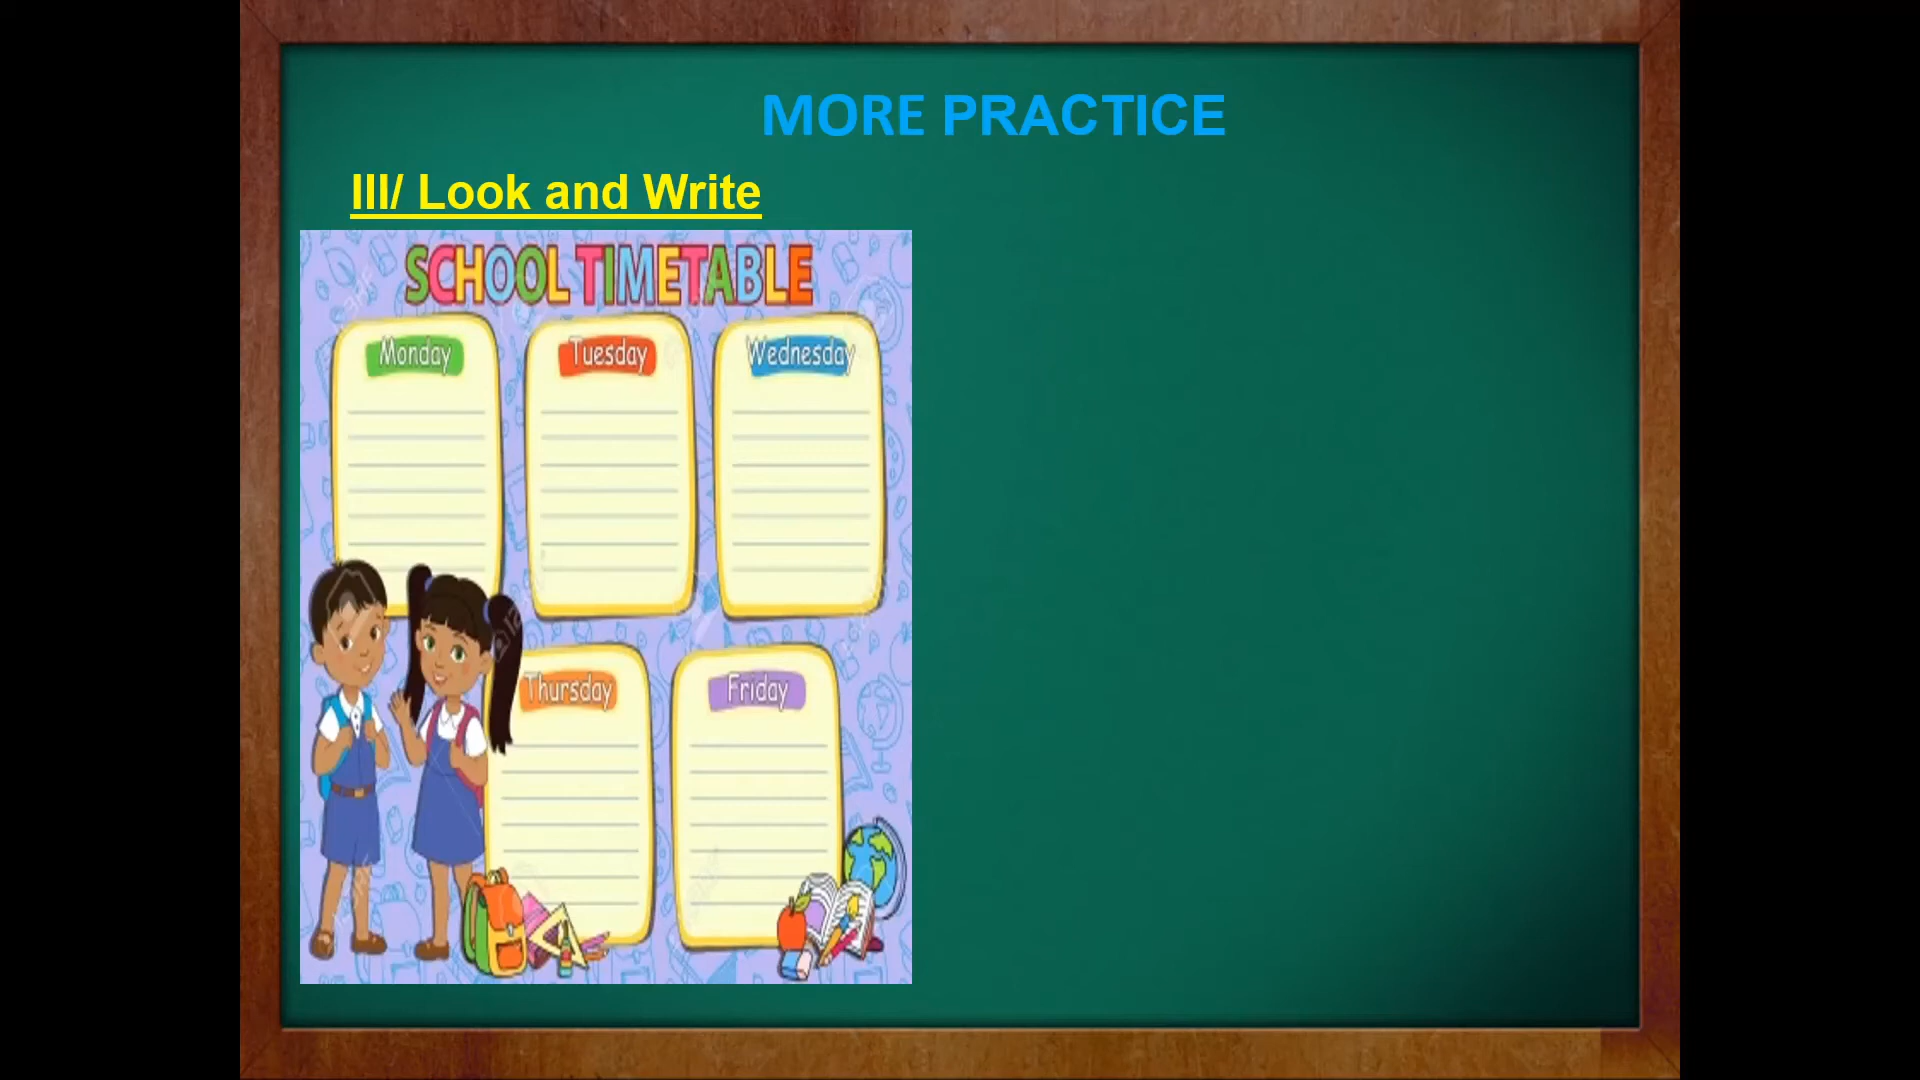 MORE PRACTICE
III/ Look and Write
SCHOOL TIMETABLE
Monday
Tuesday
Wednesday
Thursday
Friday